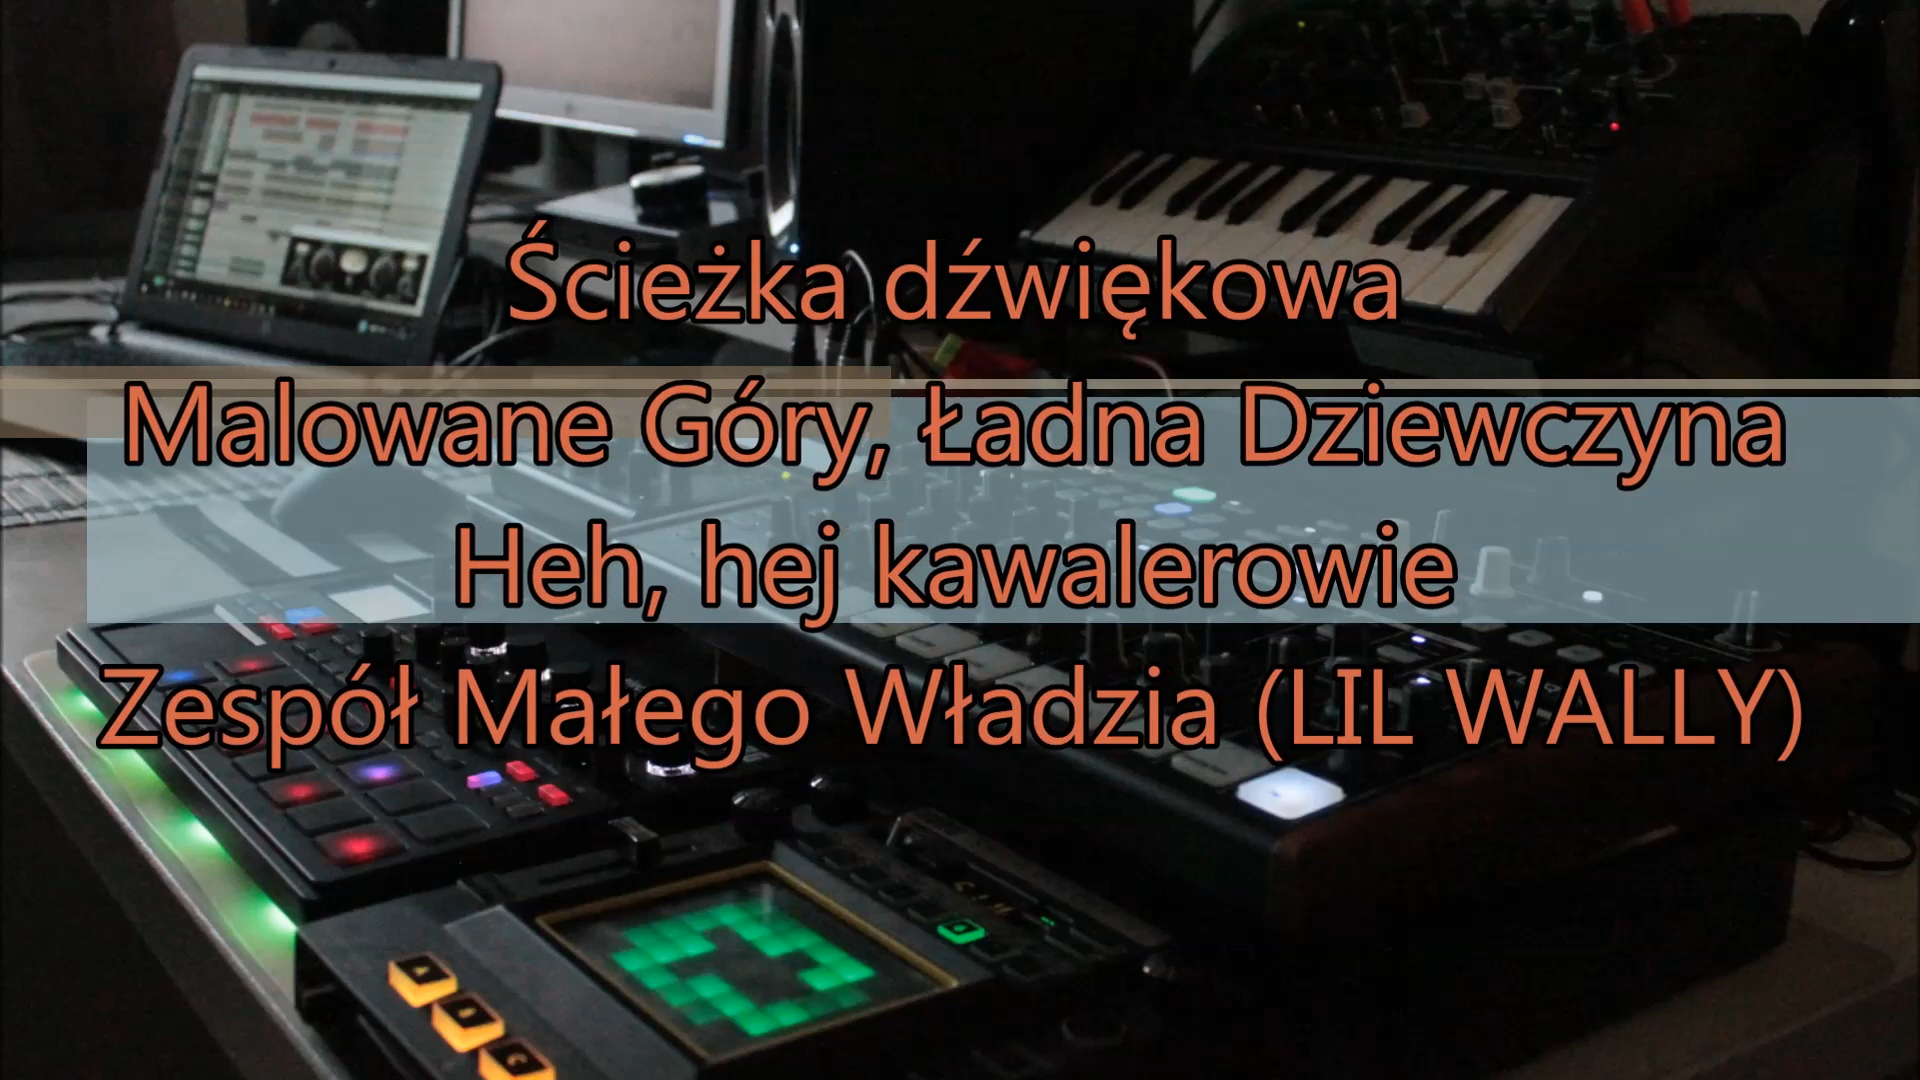 Ścieżka dźwiękowa
Malowane Góry, Ładna Dziewczyna
Heh, hej kawalerowie
Zespół Małego Władzia (LIL WALLY)
A
B
C